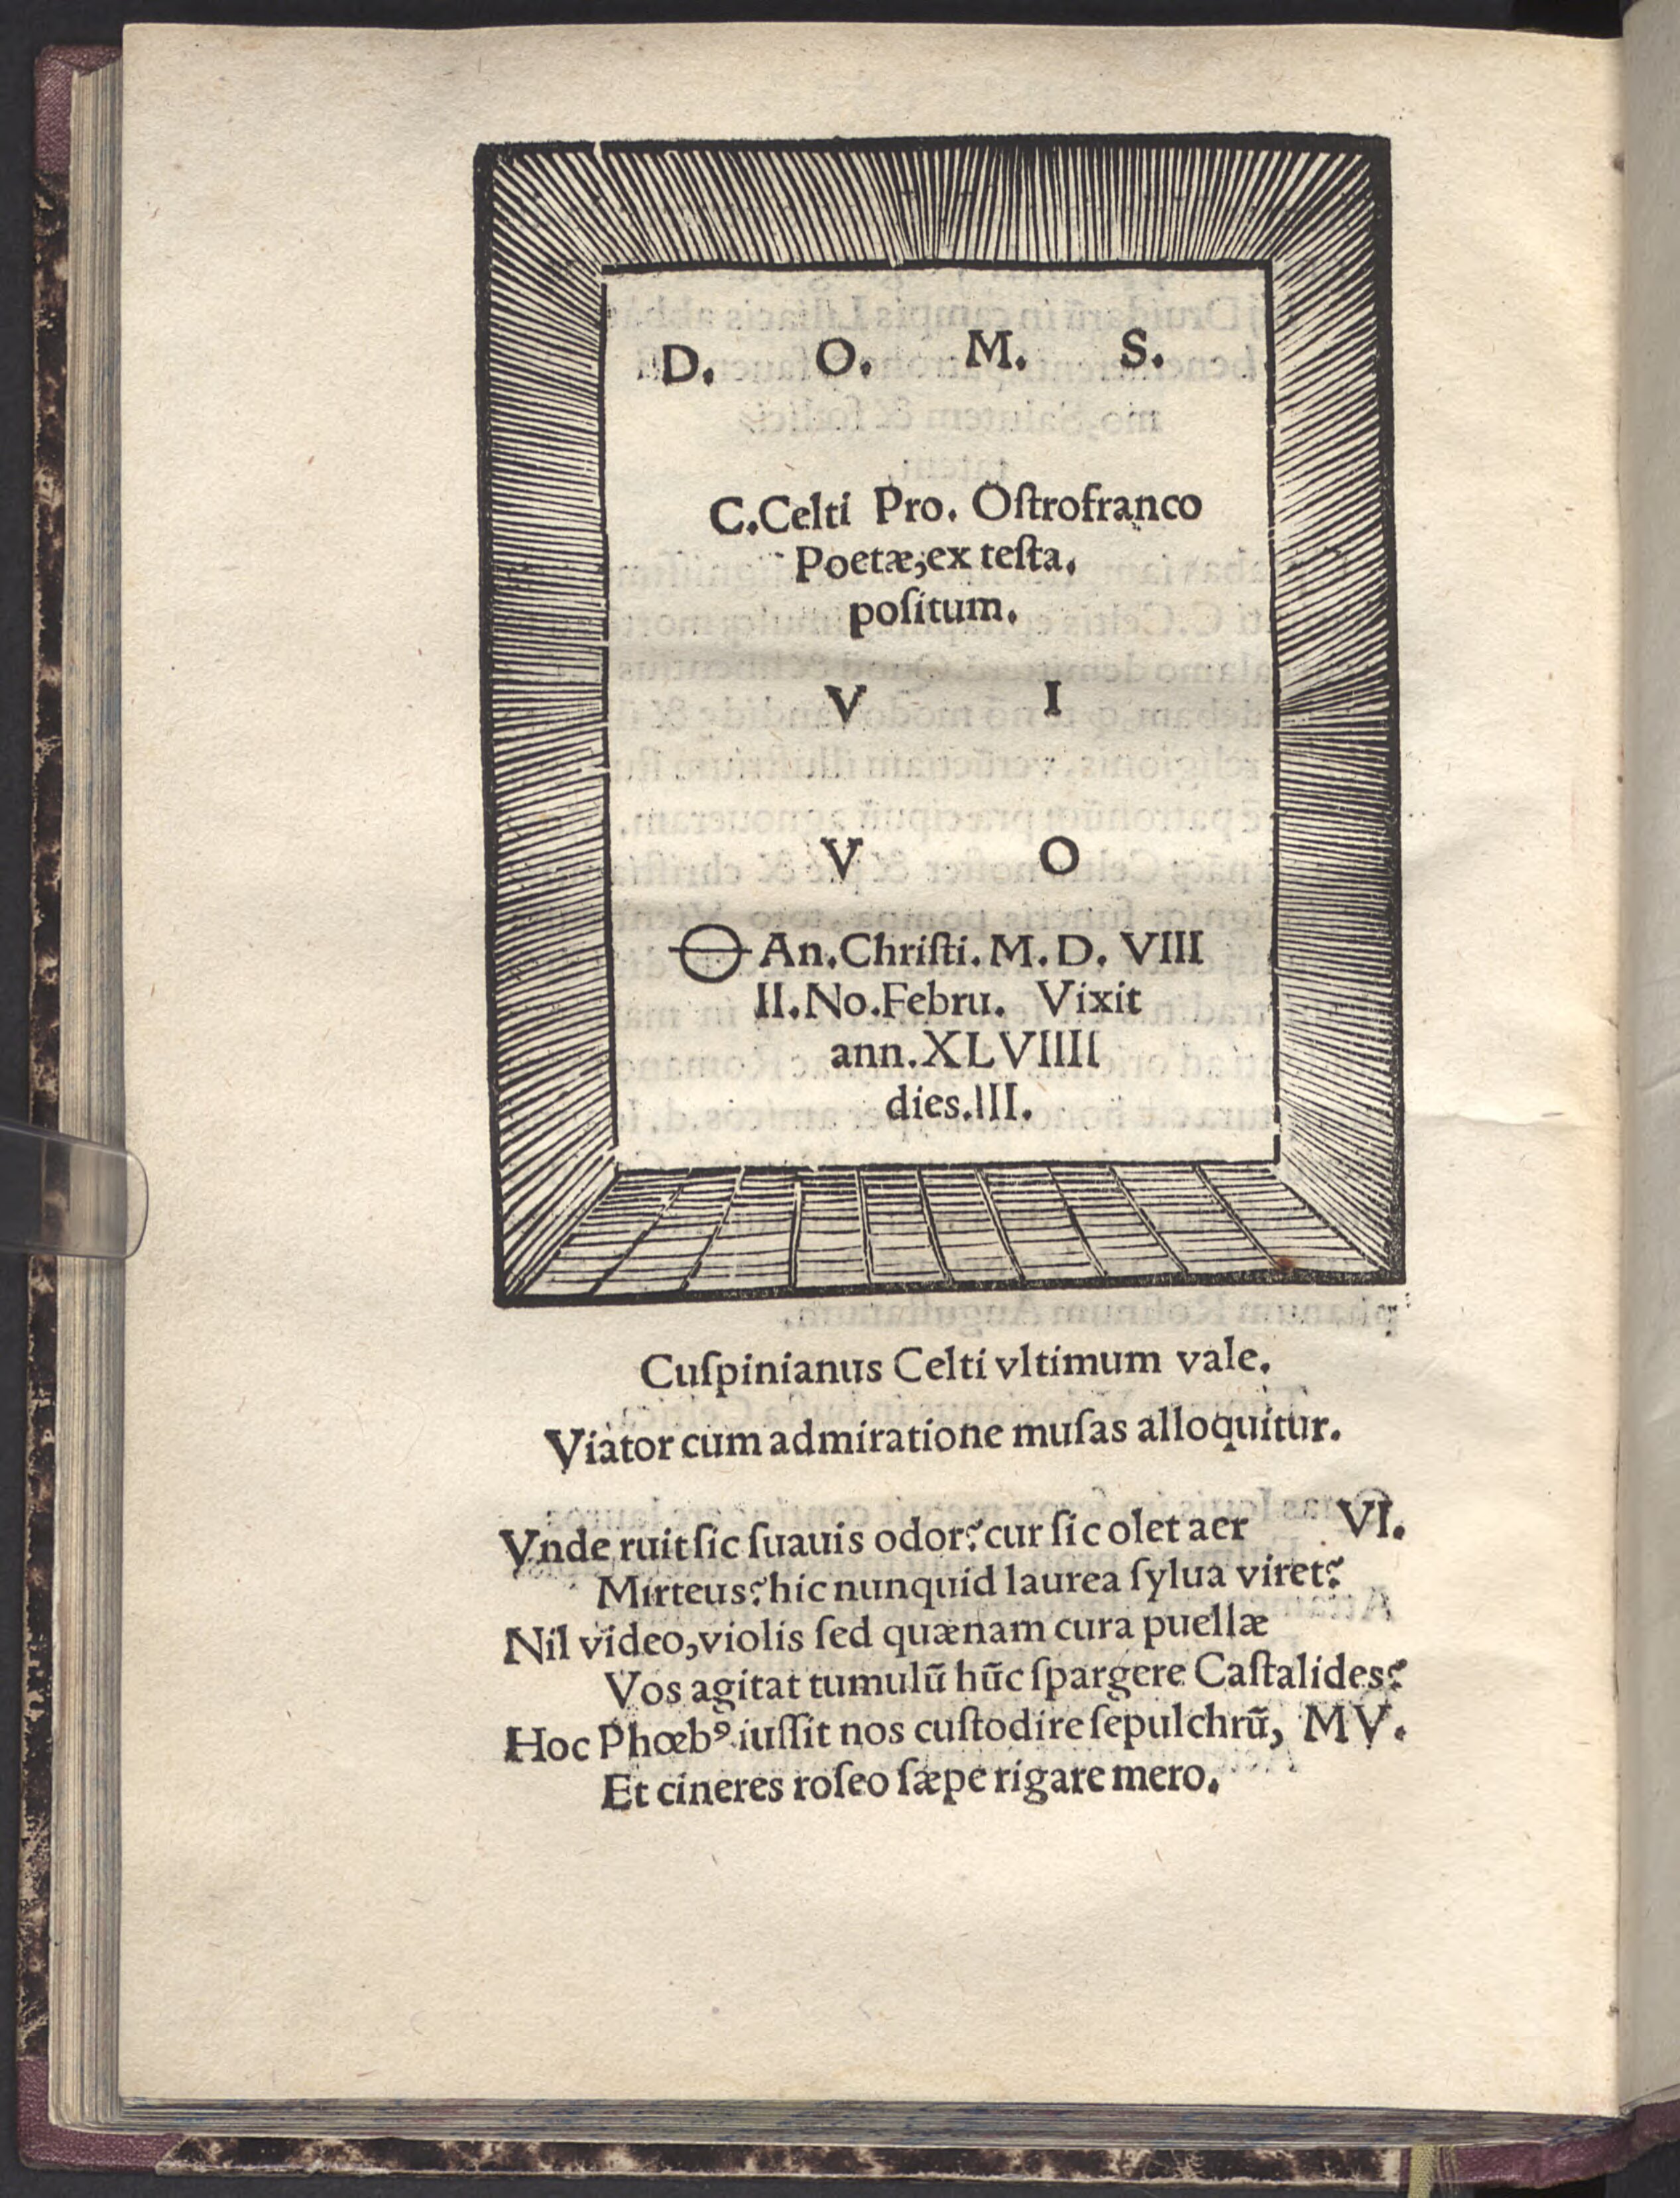 D. O. M. S.
C.Celti Pro. Oſtrofranco
Poetæ,ex teſta.
poſitum.
V I
V O
Θ An.Chriſti.M.D.VIII
II.No.Febru. Vixit
ann.XLVIIII
dies.III.
Cuſpinianus Celti vltimum vale.
Viator cum admiratione muſas alloquitur.
Vnde ruit ſic ſuauis odor? cur ſic olet aer VI.
Mirteus? hic nunquid laurea ſylua viret?
Nil video,violis ſed quænam cura puellæ
Vos agitat tumulū hūc ſpargere Caſtalides?
Hoc Phœbꝰ iuſſit nos cuſtodire ſepulchrū, MV.
Et cineres roſeo ſæpe rigare mero.